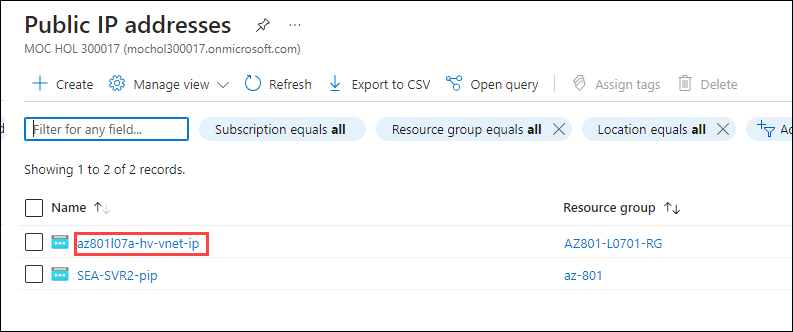 Public IP addresses ...
MOC HOL 300017 (mochol300017.onmicrosoft.com)
Create Manage view Refresh Export to CSV Open query Assign tags Delete
Filter for any field... Subscription equals all Resource group equals all Location equals all
Showing 1 to 2 of 2 records.
Name Resource group
az801l07a-hv-vnet-ip AZ801-L0701-RG
SEA-SVR2-pip az-801